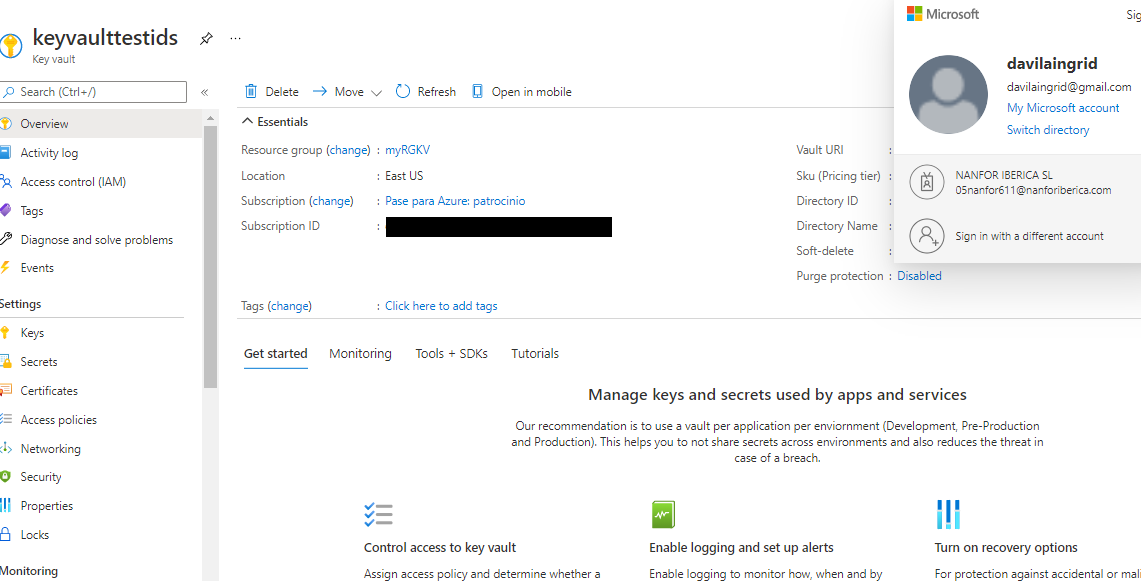 keyvaulttestids
...
Key vault
Search (Ctrl+/)
«
Overview
Activity log
Access control (IAM)
Tags
Diagnose and solve problems
Events
Settings
Keys
Secrets
Certificates
Access policies
Networking
Security
Properties
Locks
Monitoring
Delete
Move
Refresh
Open in mobile
Essentials
Resource group (change) : myRGKV
Location : East US
Subscription (change) : Pase para Azure: patrocinio
Subscription ID :
Tags (change) : Click here to add tags
Vault URI :
Sku (Pricing tier) :
Directory ID :
Directory Name :
Soft-delete :
Purge protection : Disabled
Microsoft
Sig
davilaingrid
davilaingrid@gmail.com
My Microsoft account
Switch directory
NANFOR IBERICA SL
05nanfor611@nanforiberica.com
Sign in with a different account
Get started
Monitoring
Tools + SDKs
Tutorials
Manage keys and secrets used by apps and services
Our recommendation is to use a vault per application per enviornment (Development, Pre-Production
and Production). This helps you to not share secrets across environments and also reduces the threat in
case of a breach.
Control access to key vault
Assign access policy and determine whether a
Enable logging and set up alerts
Enable logging to monitor how, when and by
Turn on recovery options
For protection against accidental or mali